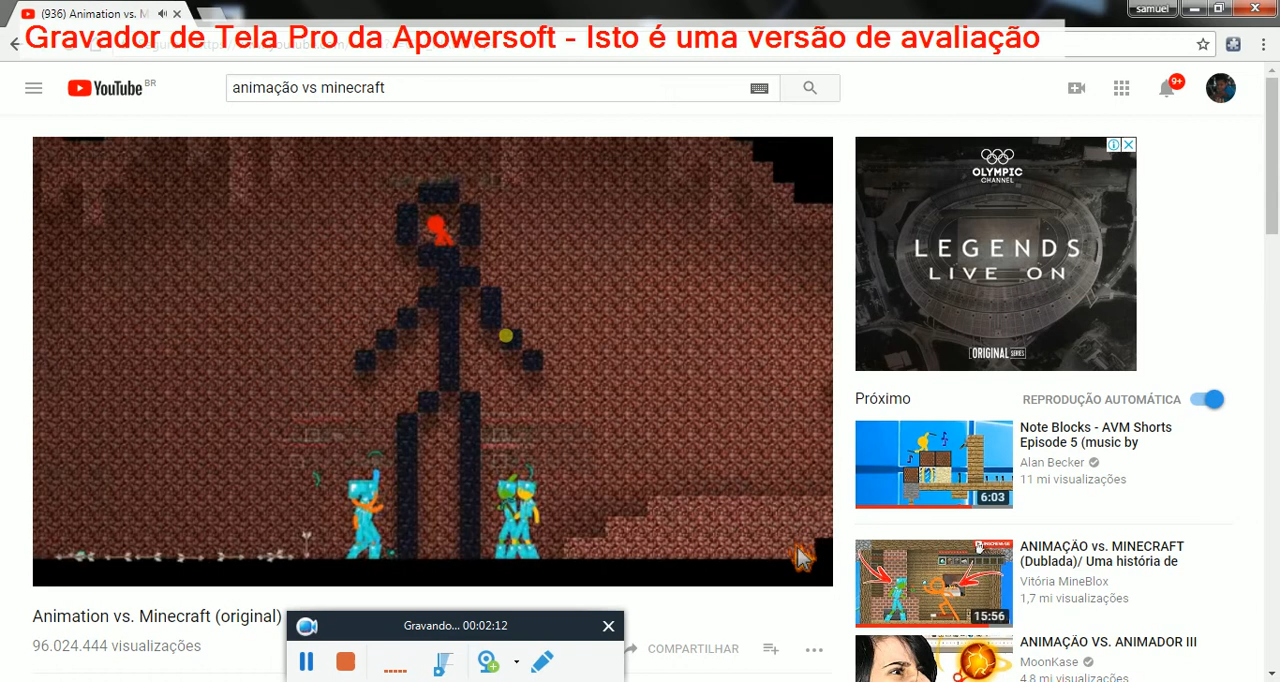 (936) Animation vs. M
samuel
Gravador de Tela Pro da Apowersoft - Isto é uma versão de avaliação
YouTube BR
animação vs minecraft
9+
OLYMPIC
CHANNEL
LEGENDS
LIVE ON
ORIGINAL SERIES
Próximo
REPRODUÇÃO AUTOMÁTICA
Note Blocks - AVM Shorts
Episode 5 (music by
Alan Becker
11 mi visualizações
6:03
ANIMAÇÃO vs. MINECRAFT
(Dublada)/ Uma história de
Vitória MineBlox
1,7 mi visualizações
15:56
ANIMAÇÃO VS. ANIMADOR III
MoonKase
4,8 mi visualizações
Animation vs. Minecraft (original)
96.024.444 visualizações
Gravando... 00:02:12
COMPARTILHAR